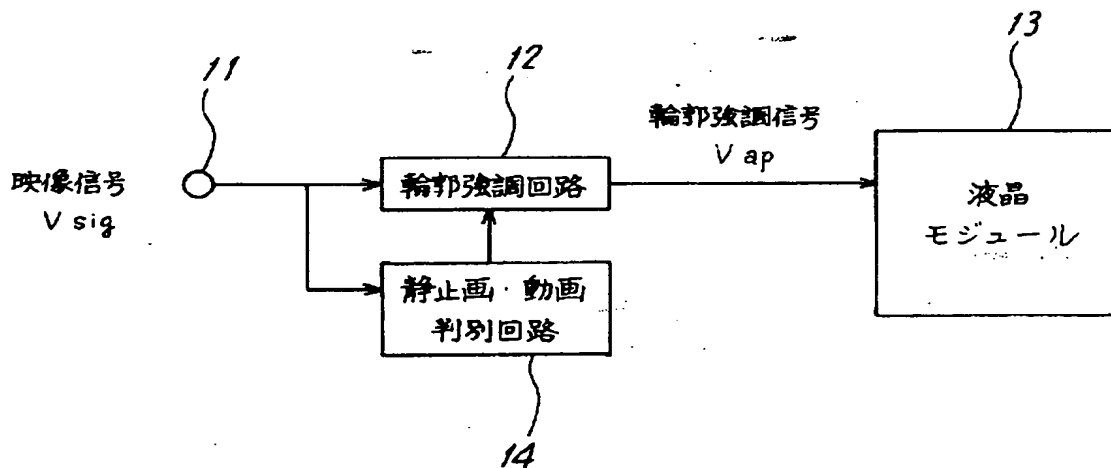 11
12
13
映像信号
V sig
輪郭強調回路
輪郭強調信号
V ap
液晶
モジュール
静止画・動画
判別回路
14